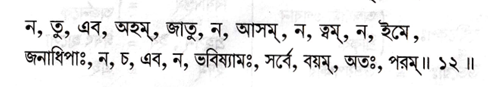 ন, তু, এব, অহম্, জাতু, ন, আসম্, ন, ত্বম্, ন, ইমে,
জনাধিপাঃ, ন, চ, এব, ন, ভবিষ্যামঃ, সর্বে, বয়ম্, অতঃ, পরম্॥ ১২ ॥